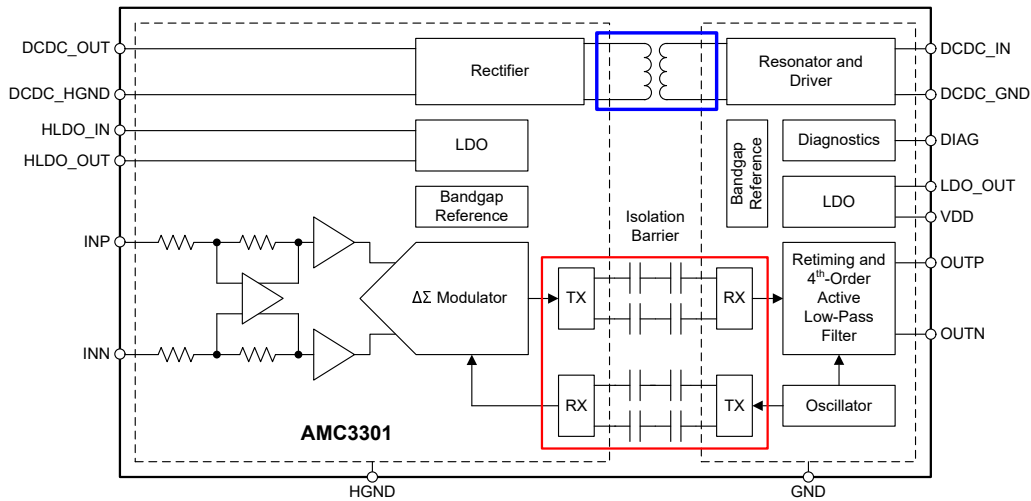 DCDC_OUT
DCDC_HGND
HLDO_IN
HLDO_OUT
INP
INN
Rectifier
LDO
Bandgap
Reference
ΔΣ Modulator
AMC3301
HGND
Isolation
Barrier
TX
RX
RX
TX
Resonator and
Driver
Bandgap
Reference
Diagnostics
LDO
Retiming and
4th-Order
Active
Low-Pass
Filter
Oscillator
GND
DCDC_IN
DCDC_GND
DIAG
LDO_OUT
VDD
OUTP
OUTN